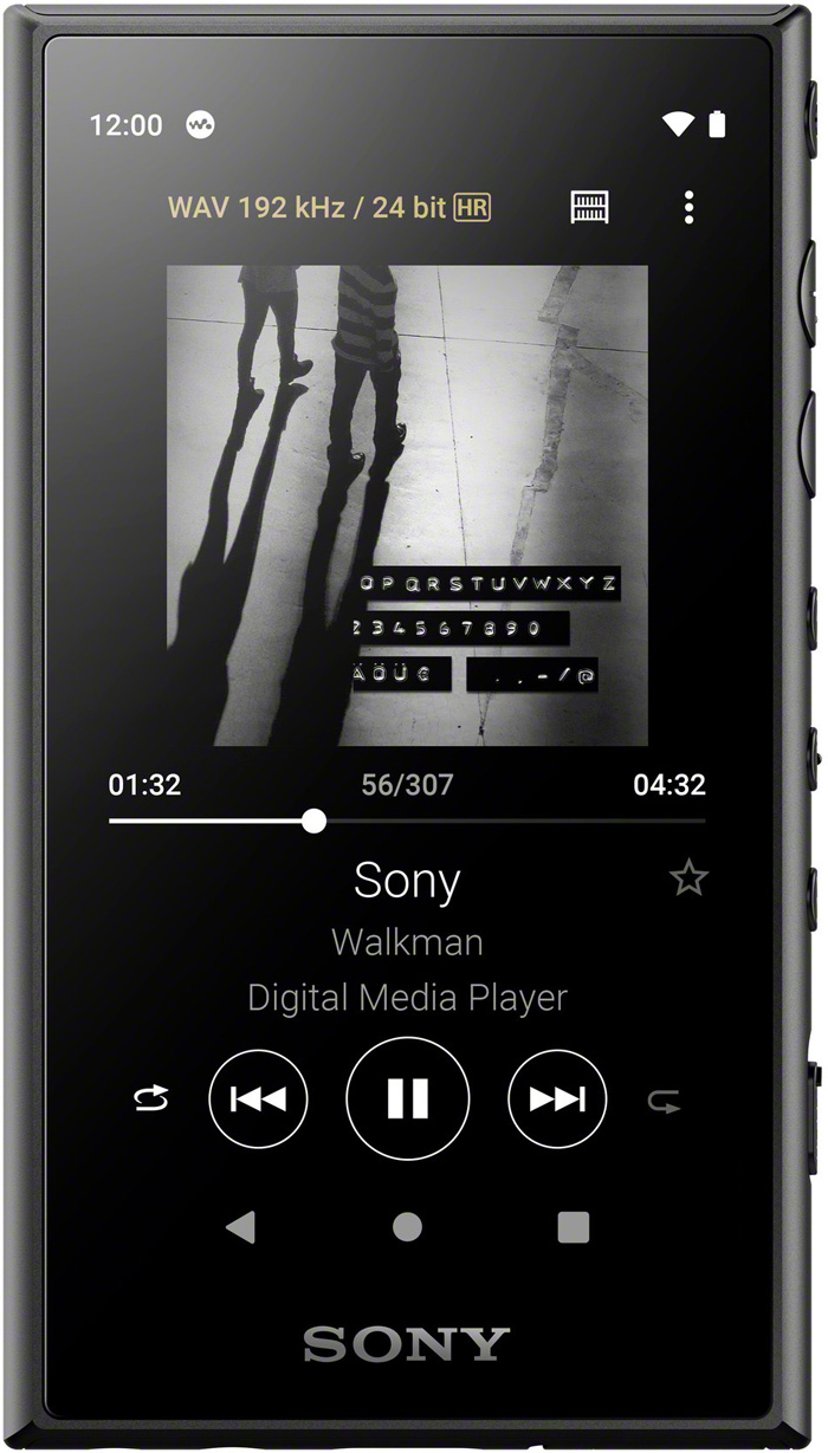 12:00
WAV 192 kHz / 24 bit HR
OPQRSTUVWXYZ
234567890
ÄÖÜ€ . , - / @
01:32 56/307 04:32
Sony
Walkman
Digital Media Player
SONY